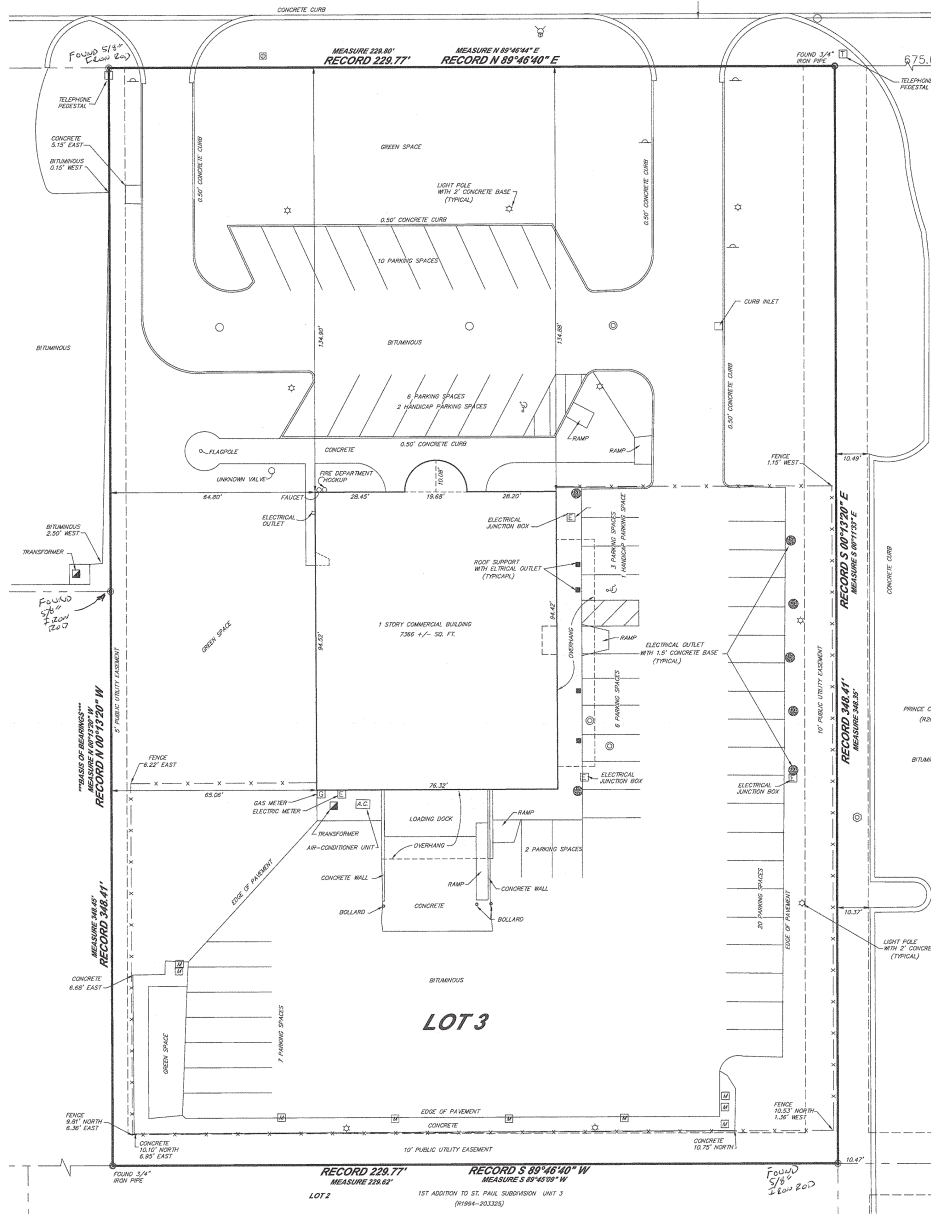 CONCRETE CURB
FOUND 5/8"
IRON ROD
MEASURE 229.80'
RECORD 229.77'
MEASURE N 89°46'44" E
RECORD N 89°46'40" E
FOUND 3/4"
IRON PIPE
T
TELEPHONE
PEDESTAL
TELEPHONE
PEDESTAL
CONCRETE
5.15' EAST
BITUMINOUS
0.15' WEST
0.50' CONCRETE CURB
GREEN SPACE
LIGHT POLE
WITH 2' CONCRETE BASE
(TYPICAL)
0.50' CONCRETE CURB
0.50' CONCRETE CURB
10 PARKING SPACES
CURB INLET
134.90'
BITUMINOUS
134.88'
BITUMINOUS
0.50' CONCRETE CURB
6 PARKING SPACES
2 HANDICAP PARKING SPACES
RAMP
RAMP
0.50' CONCRETE CURB
CONCRETE
FLAGPOLE
UNKNOWN VALVE
FIRE DEPARTMENT
HOOKUP
10.08'
FENCE
1.15' WEST
10.49'
64.80'
FAUCET
28.45'
19.68'
28.20'
ELECTRICAL
OUTLET
ELECTRICAL
JUNCTION BOX
E
3 PARKING SPACES
1 HANDICAP PARKING SPACE
BITUMINOUS
2.50' WEST
TRANSFORMER
FOUND
5/8"
IRON
ROD
ROOF SUPPORT
WITH ELTRICAL OUTLET
(TYPICAPL)
RECORD S 00°13'20" E
MEASURE S 00°11'33" E
CONCRETE CURB
1 STORY COMMERCIAL BUILDING
7366 +/- SQ. FT.
94.52'
94.42'
OVERHANG
RAMP
ELECTRICAL OUTLET
WITH 1.5' CONCRETE BASE
(TYPICAL)
GREEN SPACE
5' PUBLIC UTILITY EASEMENT
10' PUBLIC UTILITY EASEMENT
6 PARKING SPACES
***BASIS OF BEARINGS***
MEASURE N 00°13'20" W
RECORD N 00°13'20" W
RECORD 348.41'
MEASURE 348.35'
FENCE
6.22' EAST
65.06'
76.32'
E
ELECTRICAL
JUNCTION BOX
E
ELECTRICAL
JUNCTION BOX
GAS METER
G
ELECTRIC METER
E
A.C.
TRANSFORMER
AIR-CONDITIONER UNIT
LOADING DOCK
OVERHANG
RAMP
2 PARKING SPACES
EDGE OF PAVEMENT
CONCRETE WALL
RAMP
CONCRETE WALL
BOLLARD
CONCRETE
BOLLARD
20 PARKING SPACES
EDGE OF PAVEMENT
10.37'
MEASURE 348.45'
RECORD 348.41'
LIGHT POLE
(TYPICAL)
CONCRETE
6.68' EAST
M
M
BITUMINOUS
LOT 3
GREEN SPACE
7 PARKING SPACES
FENCE
9.81' NORTH
6.36' EAST
EDGE OF PAVEMENT
M
M
M
M
M
M
M
CONCRETE
FENCE
10.53' NORTH
1.36' WEST
CONCRETE
10.10' NORTH
6.95' EAST
10' PUBLIC UTILITY EASEMENT
CONCRETE
10.75' NORTH
FOUND 3/4"
IRON PIPE
RECORD 229.77'
MEASURE 229.62'
RECORD S 89°46'40" W
MEASURE S 89°45'09" W
FOUND
5/8"
IRON ROD
10.47'
LOT 2
1ST ADDITION TO ST. PAUL SUBDIVISION UNIT 3
(R1994-203325)